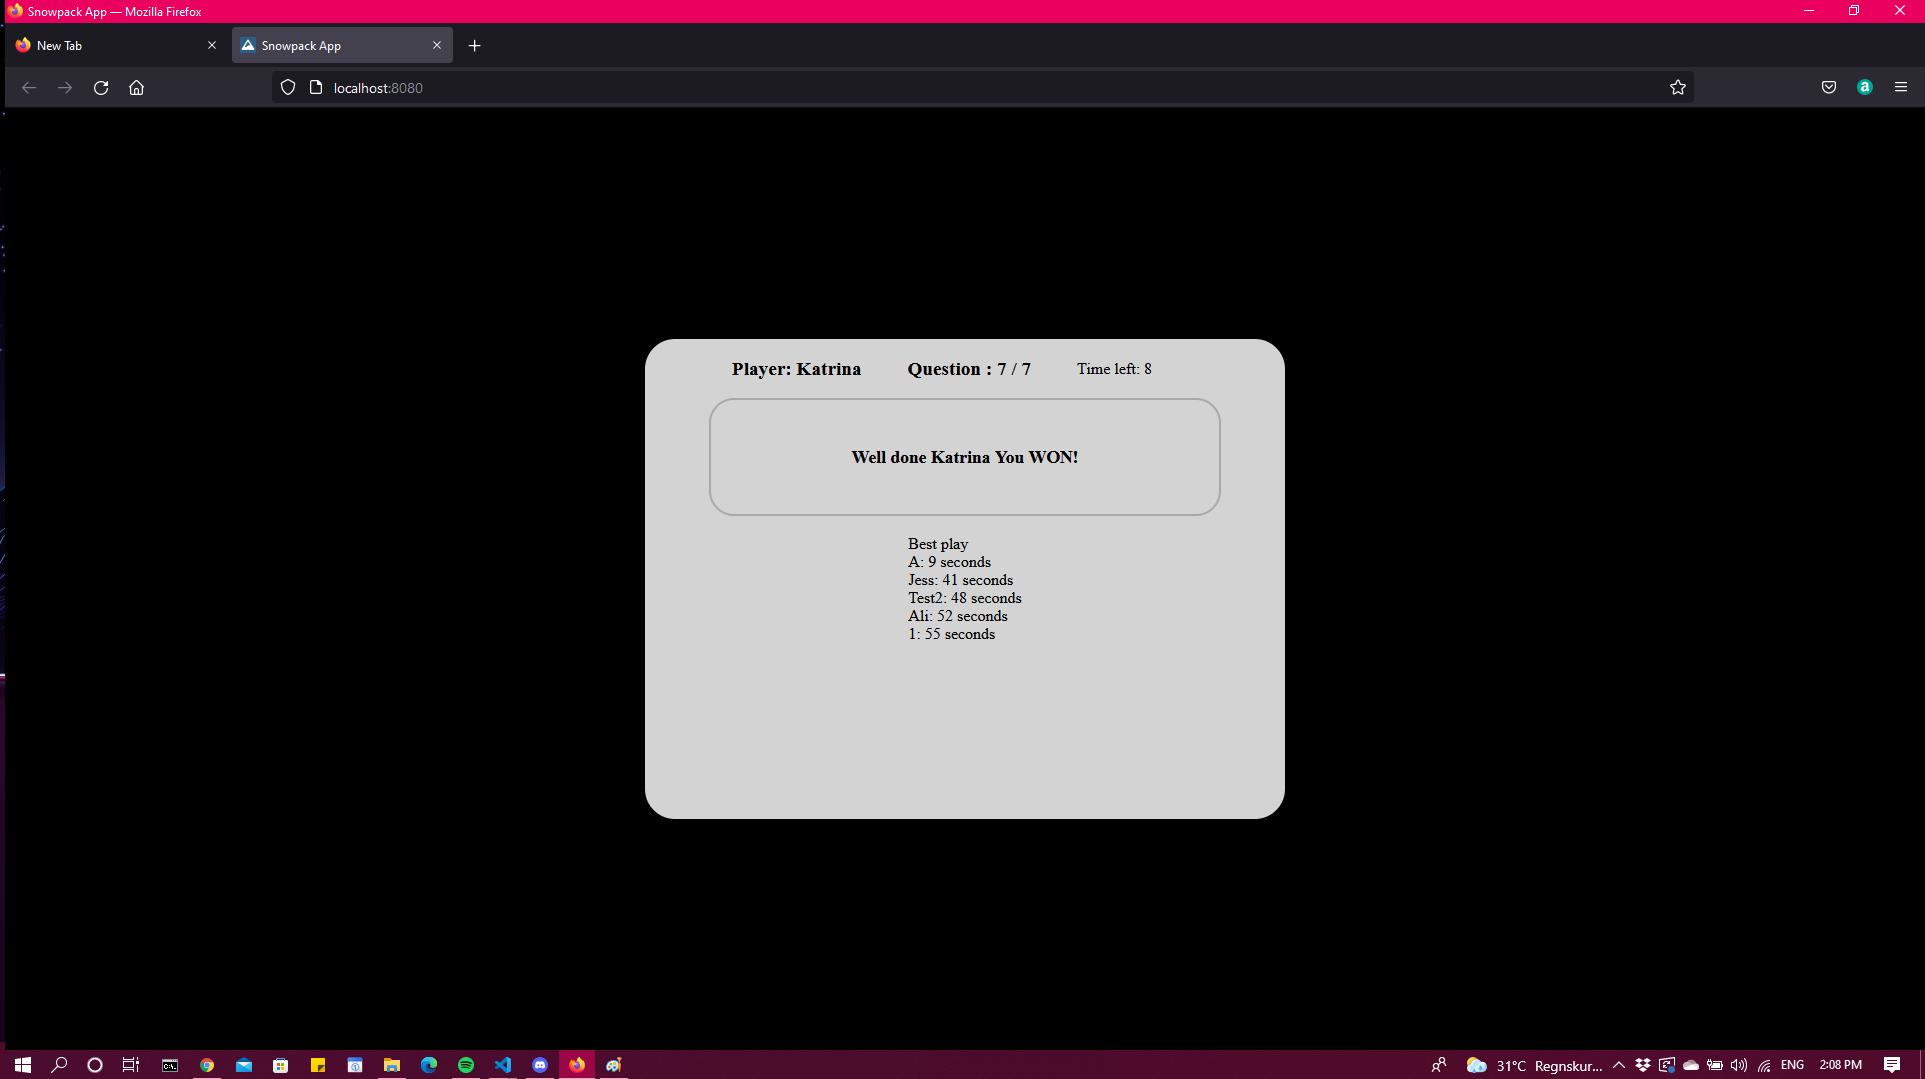 Snowpack App — Mozilla Firefox
New Tab
Snowpack App
localhost:8080
Player: Katrina
Question : 7 / 7
Time left: 8
Well done Katrina You WON!
Best play
A: 9 seconds
Jess: 41 seconds
Test2: 48 seconds
Ali: 52 seconds
1: 55 seconds
31°C Regnskur...
ENG
2:08 PM